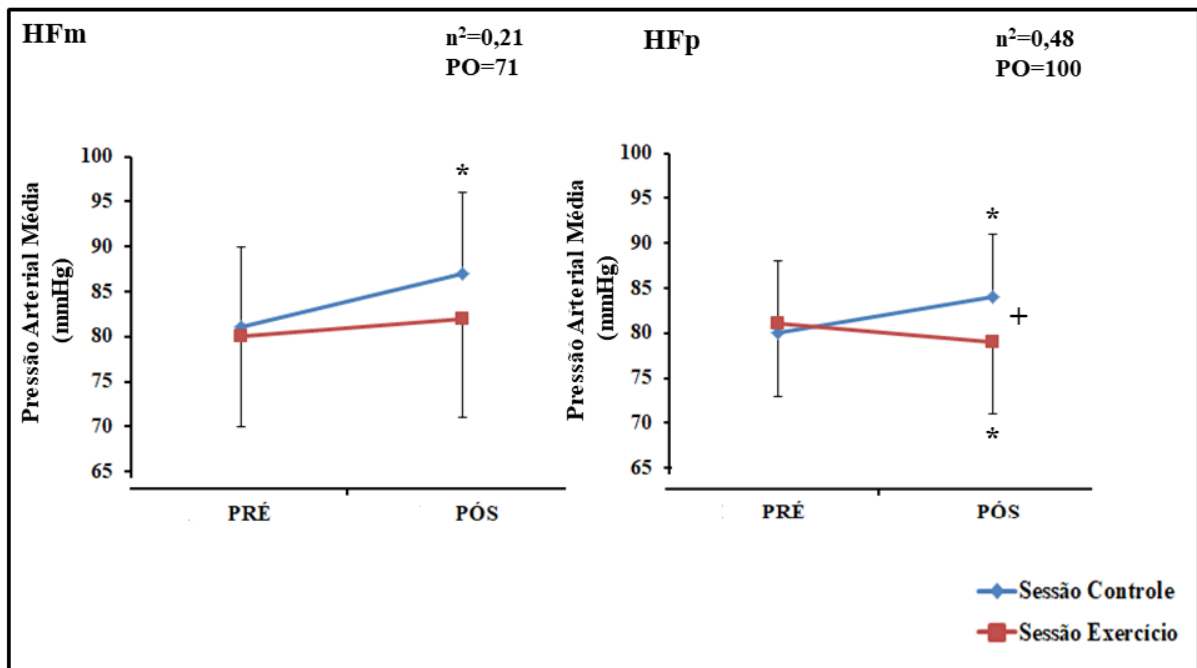 HFm
n²=0,21
PO=71
Pressão Arterial Média
(mmHg)
100
95
90
85
80
75
70
65
*
PRÉ
PÓS
HFp
n²=0,48
PO=100
Pressão Arterial Média
(mmHg)
100
95
90
85
80
75
70
65
*
+
*
PRÉ
PÓS
Sessão Controle
Sessão Exercício